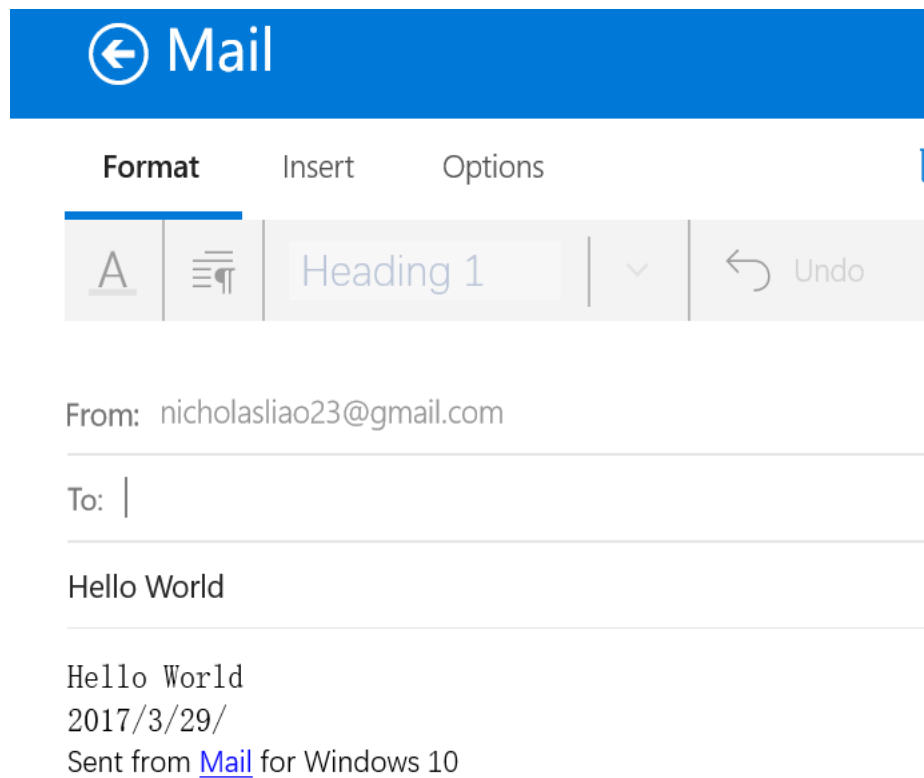 Mail
Format Insert Options
A Heading 1 Undo
From: nicholasliao23@gmail.com
To:
Hello World
Hello World
2017/3/29/
Sent from Mail for Windows 10